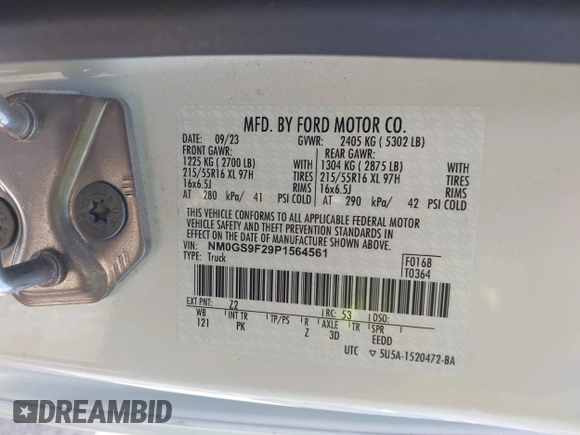 MFD. BY FORD MOTOR CO.
DATE: 09/23 GVWR: 2405 KG ( 5302 LB)
FRONT GAWR: REAR GAWR:
1225 KG ( 2700 LB) WITH 1304 KG ( 2875 LB) WITH
215/55R16 XL 97H TIRES 215/55R16 XL 97H TIRES
16x6.5J RIMS 16x6.5J RIMS
AT 280 kPa/ 41 PSI COLD AT 290 kPa/ 42 PSI COLD
THIS VEHICLE CONFORMS TO ALL APPLICABLE FEDERAL MOTOR
VEHICLE SAFETY AND THEFT PREVENTION STANDARDS IN
EFFECT ON THE DATE OF MANUFACTURE SHOWN ABOVE.
VIN: NM0GS9F29P1564561 F0168
TYPE: Truck T0364
EXT PNT: Z2 RC: 53 DSO:
WB INT TR TP/PS R AXLE TR SPR
121 PK Z 3D EEDD
UTC ▽ 5U5A-1520472-BA
DREAMBID